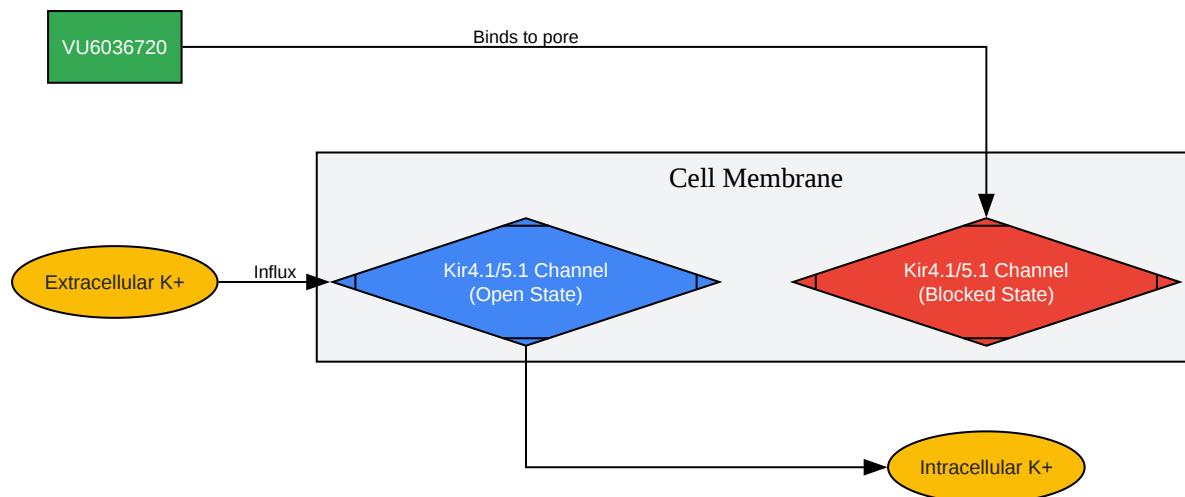 VU6036720
Binds to pore
Cell Membrane
Extracellular K+
Influx
Kir4.1/5.1 Channel
(Open State)
Kir4.1/5.1 Channel
(Blocked State)
Intracellular K+